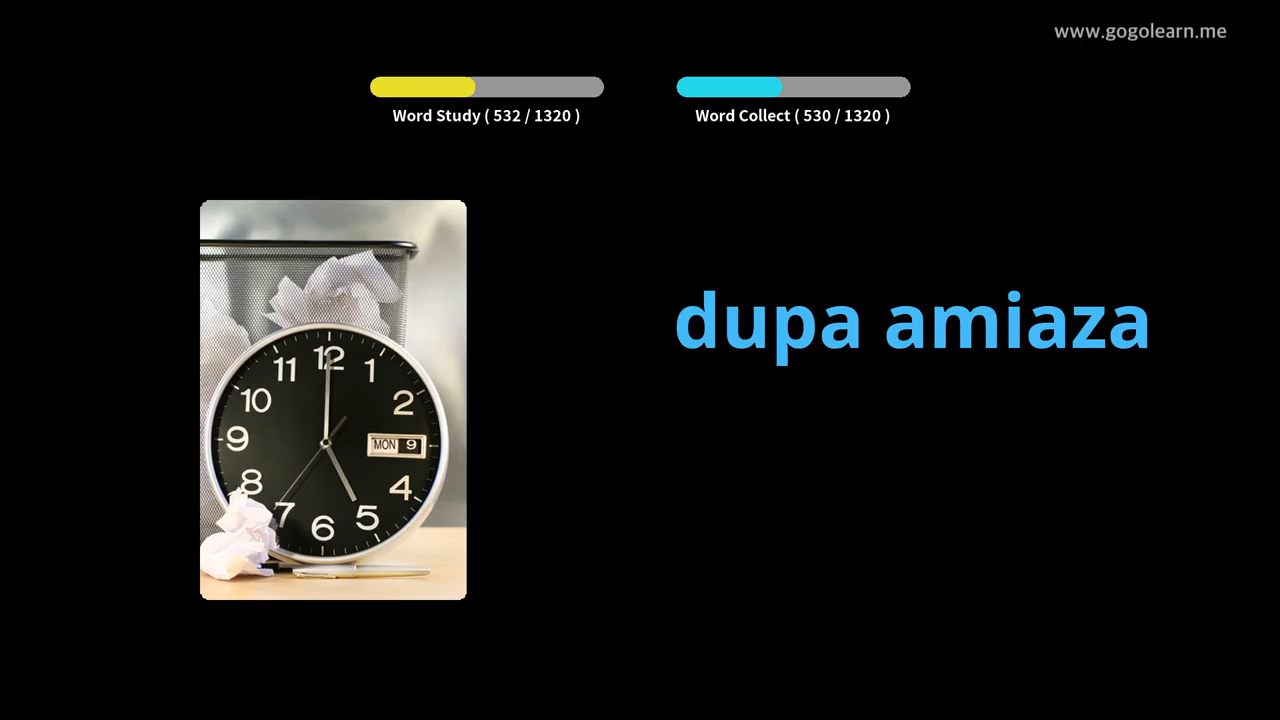 www.gogolearn.me
Word Study ( 532 / 1320 )
Word Collect ( 530 / 1320 )
dupa amiaza
12
11
1
10
2
9
MON 9
8
4
7
5
6